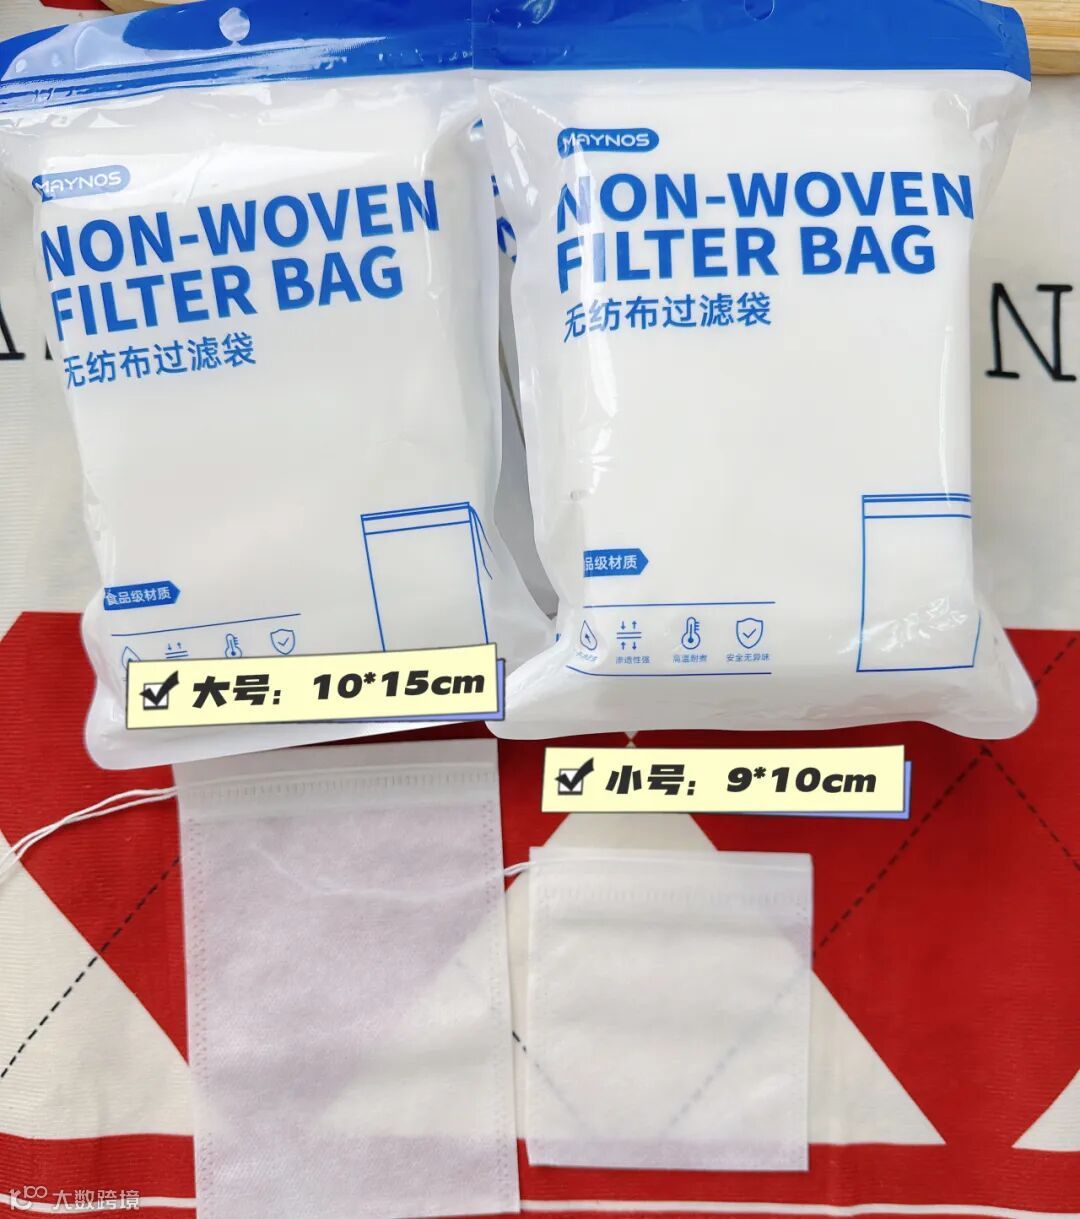 MAYNOS
NON-WOVEN
FILTER BAG
无纺布过滤袋
食品级材质
大号：10*15cm
MAYNOS
NON-WOVEN
FILTER BAG
无纺布过滤袋
品级材质
渗透性强
高温耐煮
安全无异味
小号：9*10cm
N
大数跨境